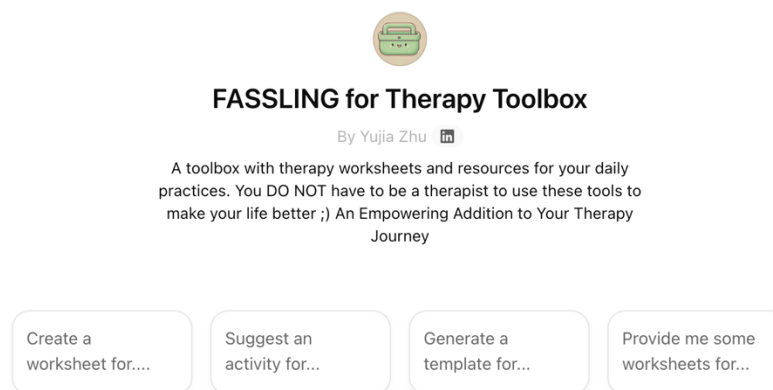 FASSLING for Therapy Toolbox
By Yujia Zhu in
A toolbox with therapy worksheets and resources for your daily
practices. You DO NOT have to be a therapist to use these tools to
make your life better ;) An Empowering Addition to Your Therapy
Journey
Create a
worksheet for....
Suggest an
activity for...
Generate a
template for...
Provide me some
worksheets for...